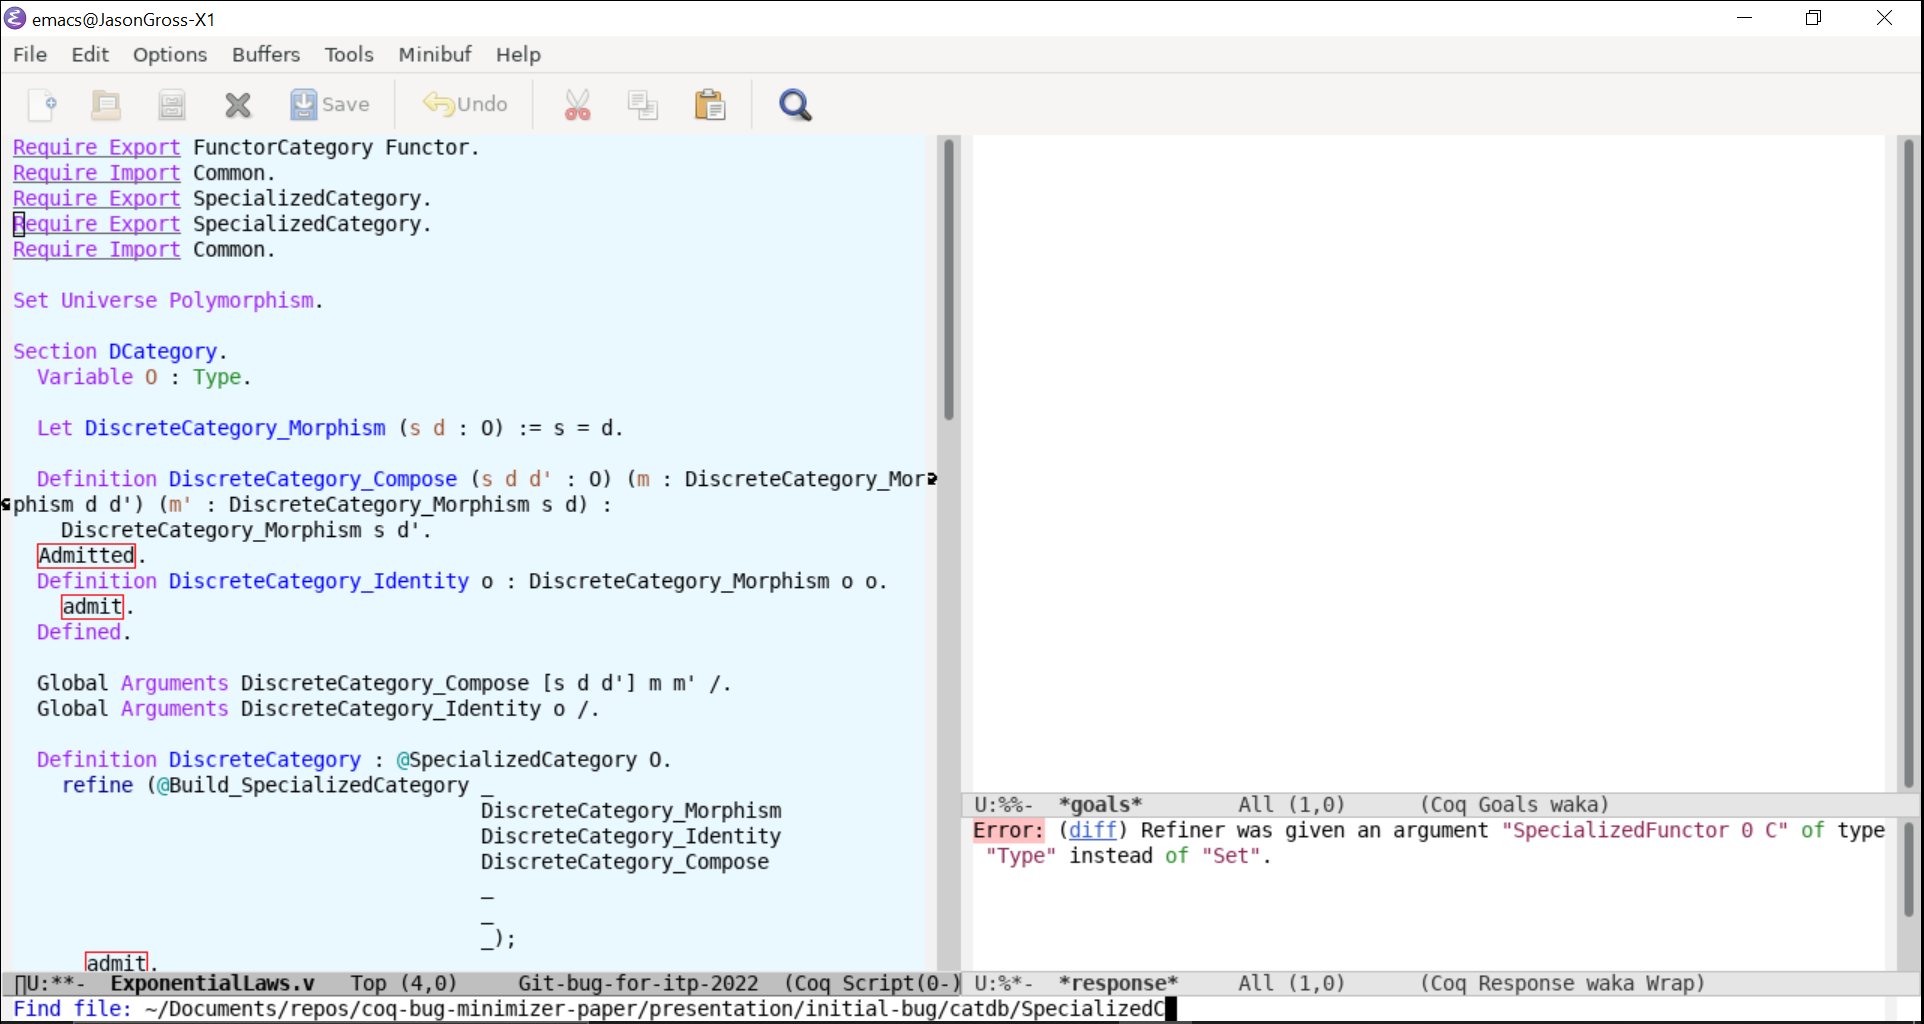 emacs@JasonGross-X1
File Edit Options Buffers Tools Minibuf Help
Save Undo
Require Export FunctorCategory Functor.
Require Import Common.
Require Export SpecializedCategory.
Require Export SpecializedCategory.
Require Import Common.
Set Universe Polymorphism.
Section DCategory.
Variable O : Type.
Let DiscreteCategory_Morphism (s d : O) := s = d.
Definition DiscreteCategory_Compose (s d d' : O) (m : DiscreteCategory_Mor
phism d d') (m' : DiscreteCategory_Morphism s d) :
DiscreteCategory_Morphism s d'.
Admitted.
Definition DiscreteCategory_Identity o : DiscreteCategory_Morphism o o.
admit.
Defined.
Global Arguments DiscreteCategory_Compose [s d d'] m m' /.
Global Arguments DiscreteCategory_Identity o /.
Definition DiscreteCategory : @SpecializedCategory O.
refine (@Build_SpecializedCategory _
DiscreteCategory_Morphism
DiscreteCategory_Identity
DiscreteCategory_Compose
_
_
_);
admit.
U:**- ExponentialLaws.v Top (4,0) Git-bug-for-itp-2022 (Coq Script(0-)
U:%%- *goals* All (1,0) (Coq Goals waka)
Error: (diff) Refiner was given an argument "SpecializedFunctor 0 C" of type
"Type" instead of "Set".
U:%*- *response* All (1,0) (Coq Response waka Wrap)
Find file: ~/Documents/repos/coq-bug-minimizer-paper/presentation/initial-bug/catdb/SpecializedC